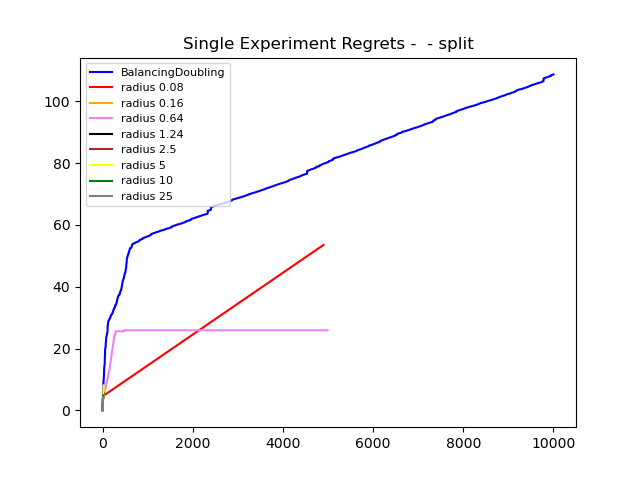 Single Experiment Regrets -  - split
BalancingDoubling
radius 0.08
radius 0.16
radius 0.64
radius 1.24
radius 2.5
radius 5
radius 10
radius 25
100
80
60
40
20
0
0 2000 4000 6000 8000 10000